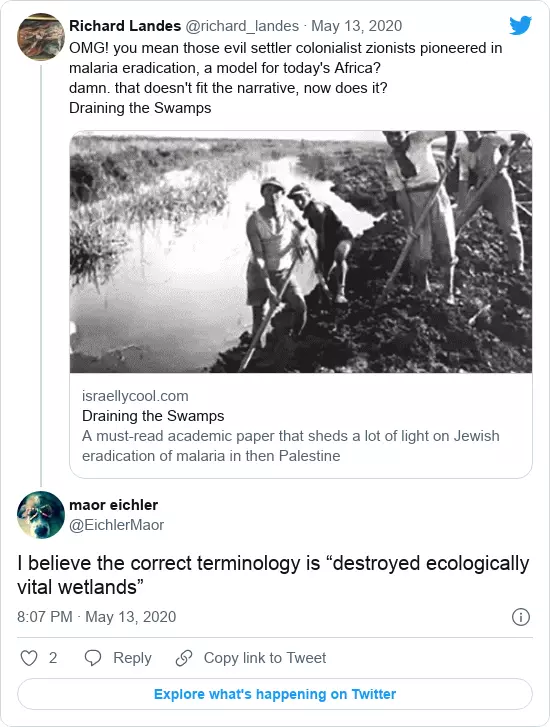 Richard Landes @richard_landes · May 13, 2020
OMG! you mean those evil settler colonialist zionists pioneered in
malaria eradication, a model for today's Africa?
damn. that doesn't fit the narrative, now does it?
Draining the Swamps
israellycool.com
Draining the Swamps
A must-read academic paper that sheds a lot of light on Jewish
eradication of malaria in then Palestine
maor eichler
@EichlerMaor
I believe the correct terminology is “destroyed ecologically
vital wetlands”
8:07 PM · May 13, 2020
2 Reply Copy link to Tweet
Explore what's happening on Twitter